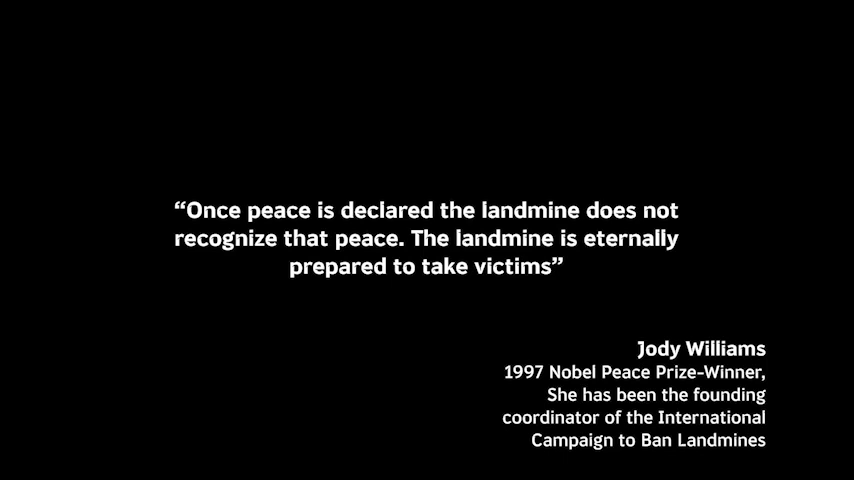 “Once peace is declared the landmine does not
recognize that peace. The landmine is eternally
prepared to take victims”
Jody Williams
1997 Nobel Peace Prize-Winner,
She has been the founding
coordinator of the International
Campaign to Ban Landmines